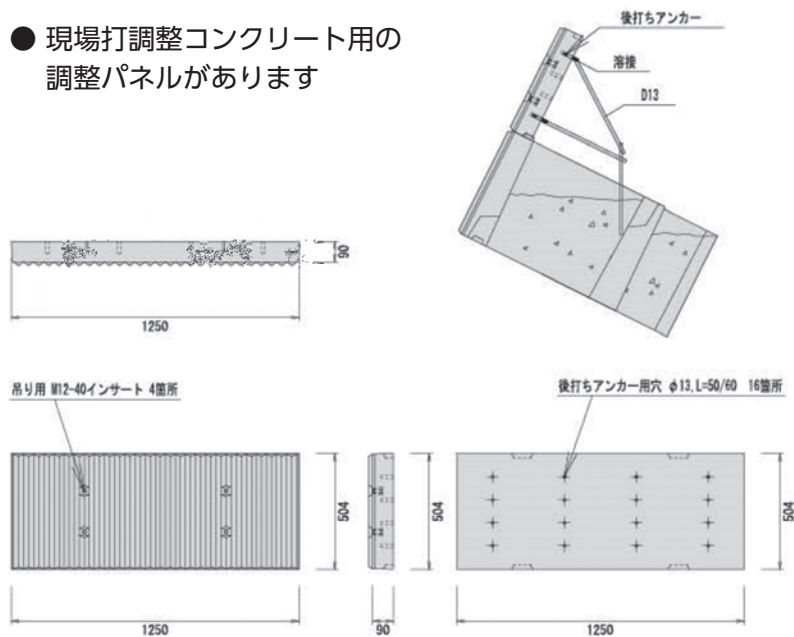 ● 現場打調整コンクリート用の
調整パネルがあります
後打ちアンカー
溶接
D13
90
1250
吊り用 M12-40インサート 4箇所
後打ちアンカー用穴 φ13,L=50/60 16箇所
504
504
504
1250
90
1250